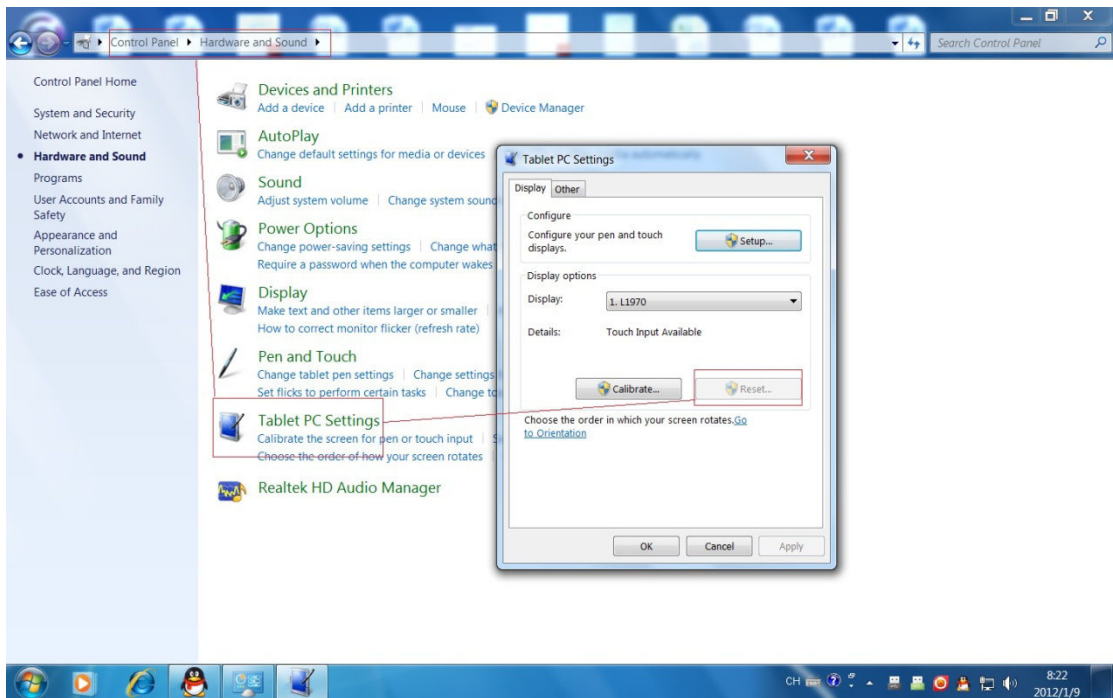 Control Panel ▸ Hardware and Sound ▸
Search Control Panel
Control Panel Home
System and Security
Network and Internet
Hardware and Sound
Programs
User Accounts and Family
Safety
Appearance and
Personalization
Clock, Language, and Region
Ease of Access
Devices and Printers
Add a device Add a printer Mouse Device Manager
AutoPlay
Change default settings for media or devices
Sound
Adjust system volume Change system sound
Power Options
Change power-saving settings Change what
Require a password when the computer wakes
Display
Make text and other items larger or smaller
How to correct monitor flicker (refresh rate)
Pen and Touch
Change tablet pen settings Change settings
Set flicks to perform certain tasks Change
Tablet PC Settings
Calibrate the screen for pen or touch input
Choose the order of how your screen rotates
Realtek HD Audio Manager
Tablet PC Settings
Display Other
Configure
Configure your pen and touch
displays.
Setup...
Display options
Display: 1. L1970
Details: Touch Input Available
Calibrate... Reset...
Choose the order in which your screen rotates.Go
to Orientation
OK Cancel Apply
CH
8:22
2012/1/9